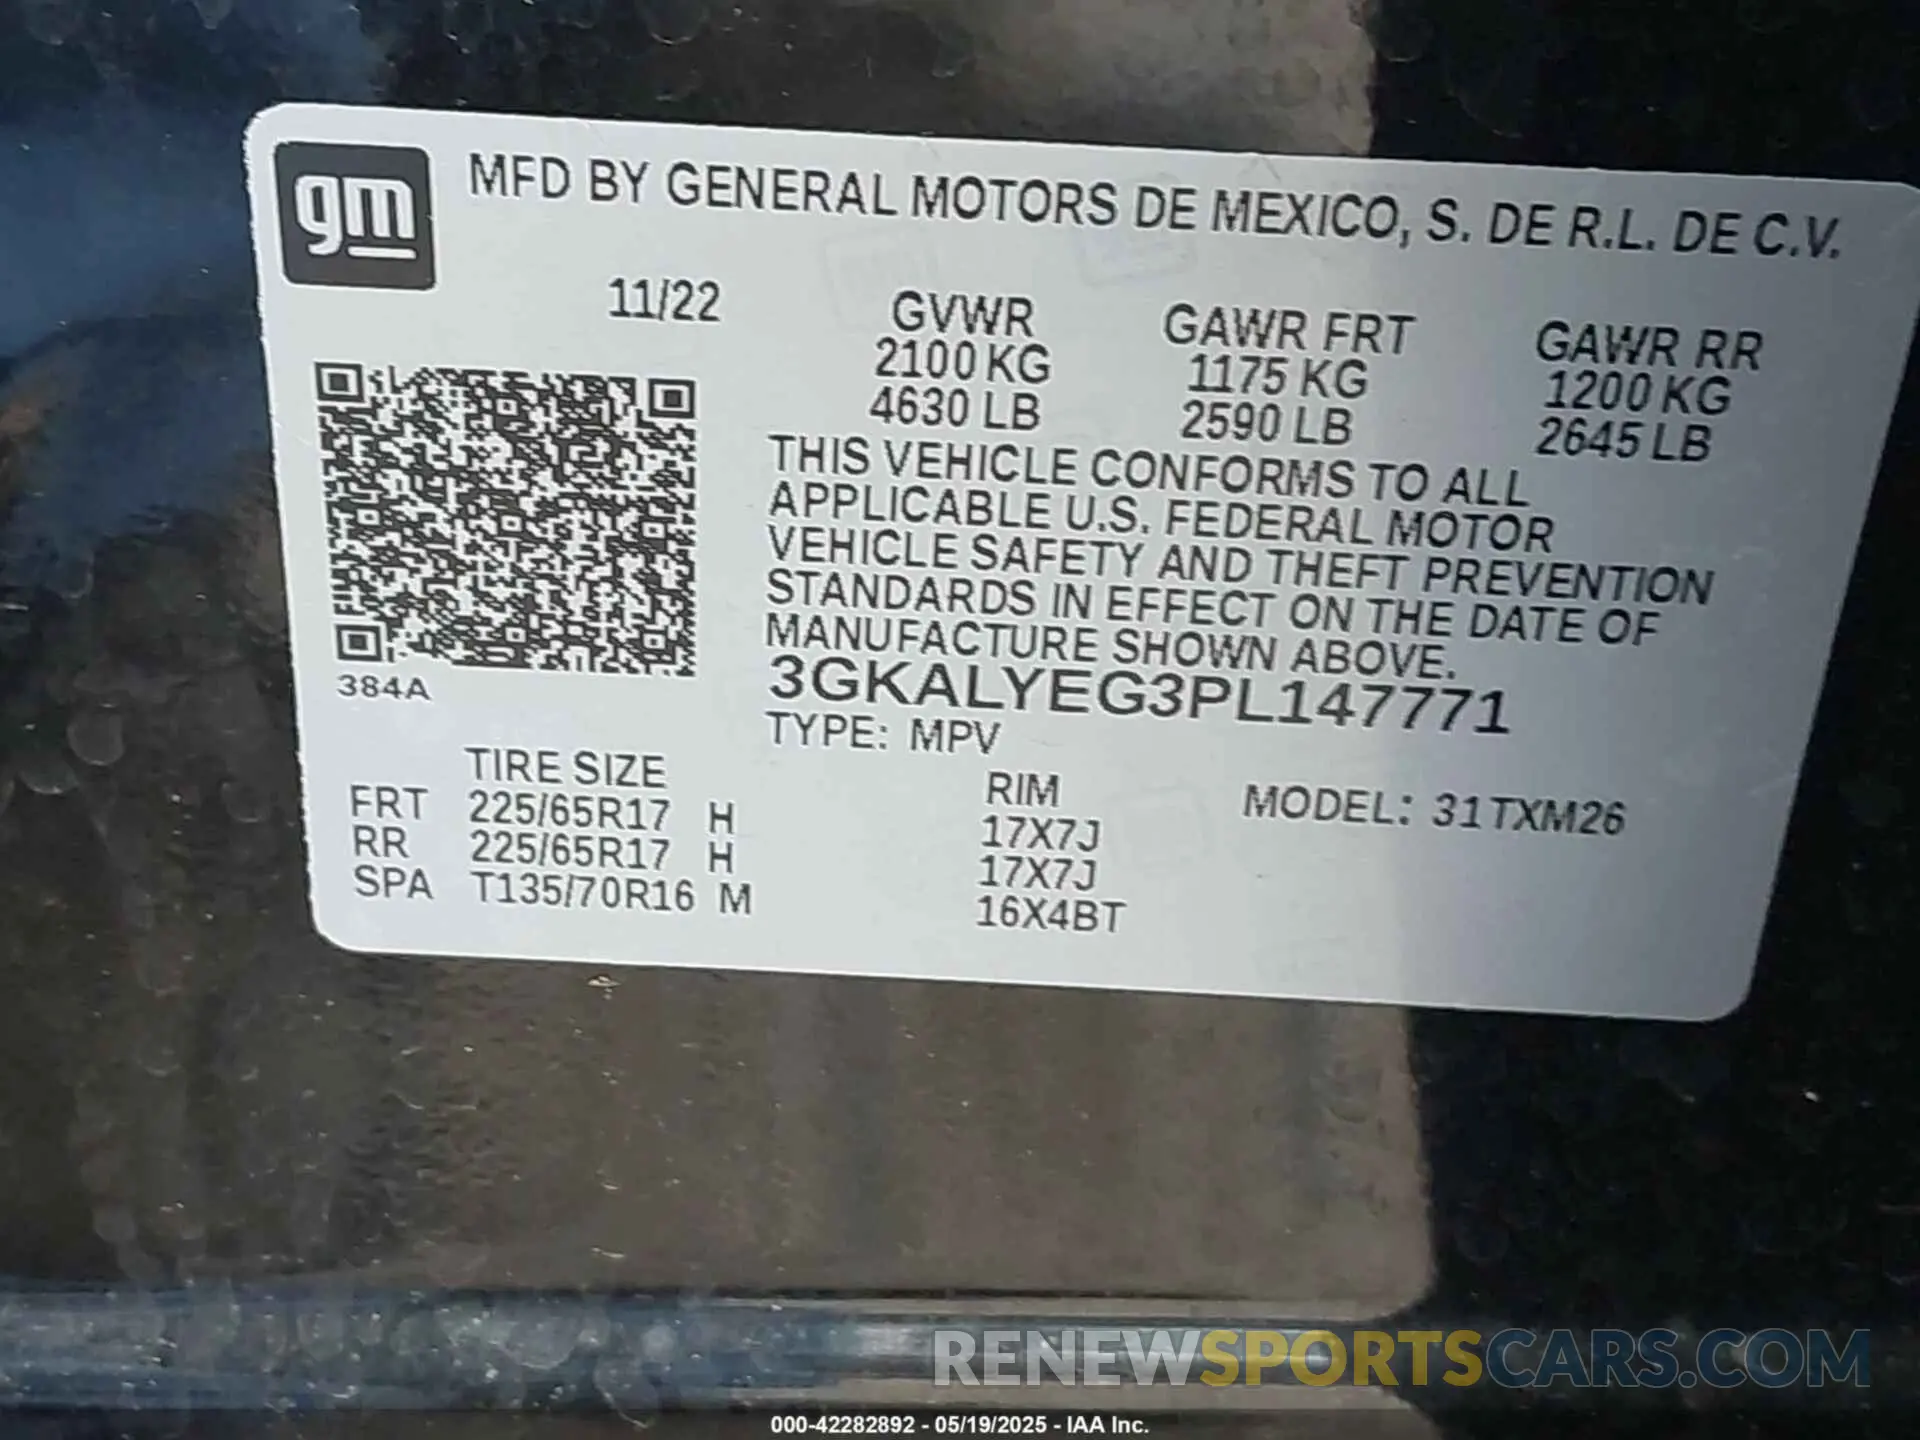 gm
MFD BY GENERAL MOTORS DE MEXICO, S. DE R.L. DE C.V.
11/22
GVWR
2100 KG
4630 LB
GAWR FRT
1175 KG
2590 LB
GAWR RR
1200 KG
2645 LB
THIS VEHICLE CONFORMS TO ALL
APPLICABLE U.S. FEDERAL MOTOR
VEHICLE SAFETY AND THEFT PREVENTION
STANDARDS IN EFFECT ON THE DATE OF
MANUFACTURE SHOWN ABOVE.
3GKALYEG3PL147771
TYPE: MPV
384A
TIRE SIZE RIM
FRT 225/65R17 H 17X7J
RR 225/65R17 H 17X7J
SPA T135/70R16 M 16X4BT
MODEL: 31TXM26
RENEWSPORTSCARS.COM
000-42282892 - 05/19/2025 - IAA Inc.